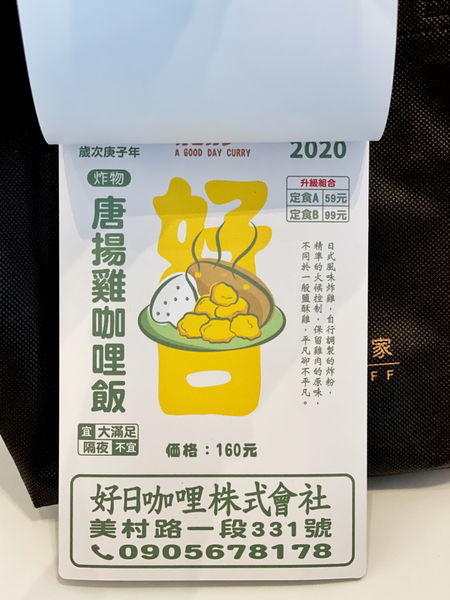 歲次庚子年
A GOOD DAY CURRY
2020
炸物
唐揚雞咖哩飯
好日
升級組合
定食A 59元
定食B 99元
日式風味炸雞，自行調製的炸粉，
精準的火候控制，保留雞肉的原味，
不同於一般鹽酥雞，平凡卻不平凡。
宜 大滿足
隔夜 不宜
価格：160元
好日咖哩株式會社
美村路一段331號
0905678178
家
FF